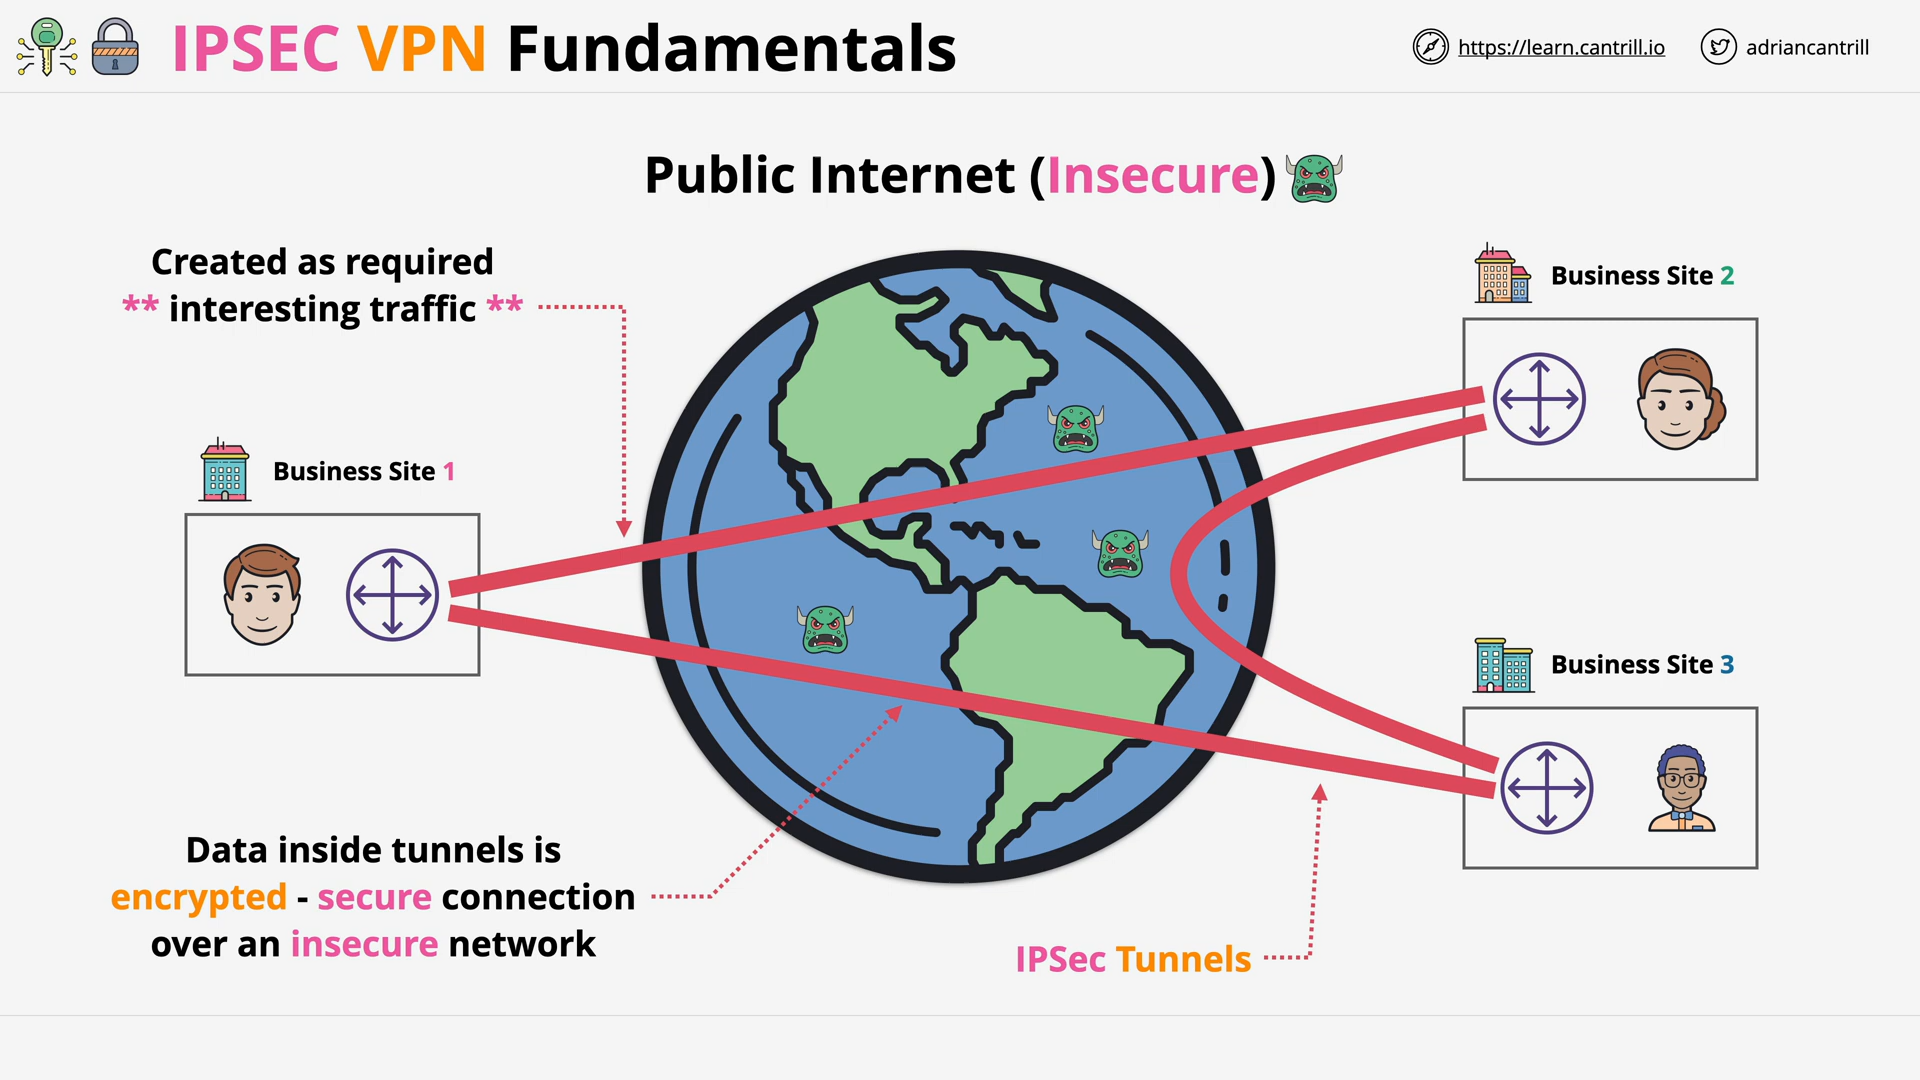 IPSEC VPN Fundamentals
https://learn.cantrill.io
adriancantrill
Public Internet (Insecure)
Created as required
** interesting traffic **
Business Site 2
Business Site 1
Business Site 3
Data inside tunnels is
encrypted - secure connection
over an insecure network
IPSec Tunnels